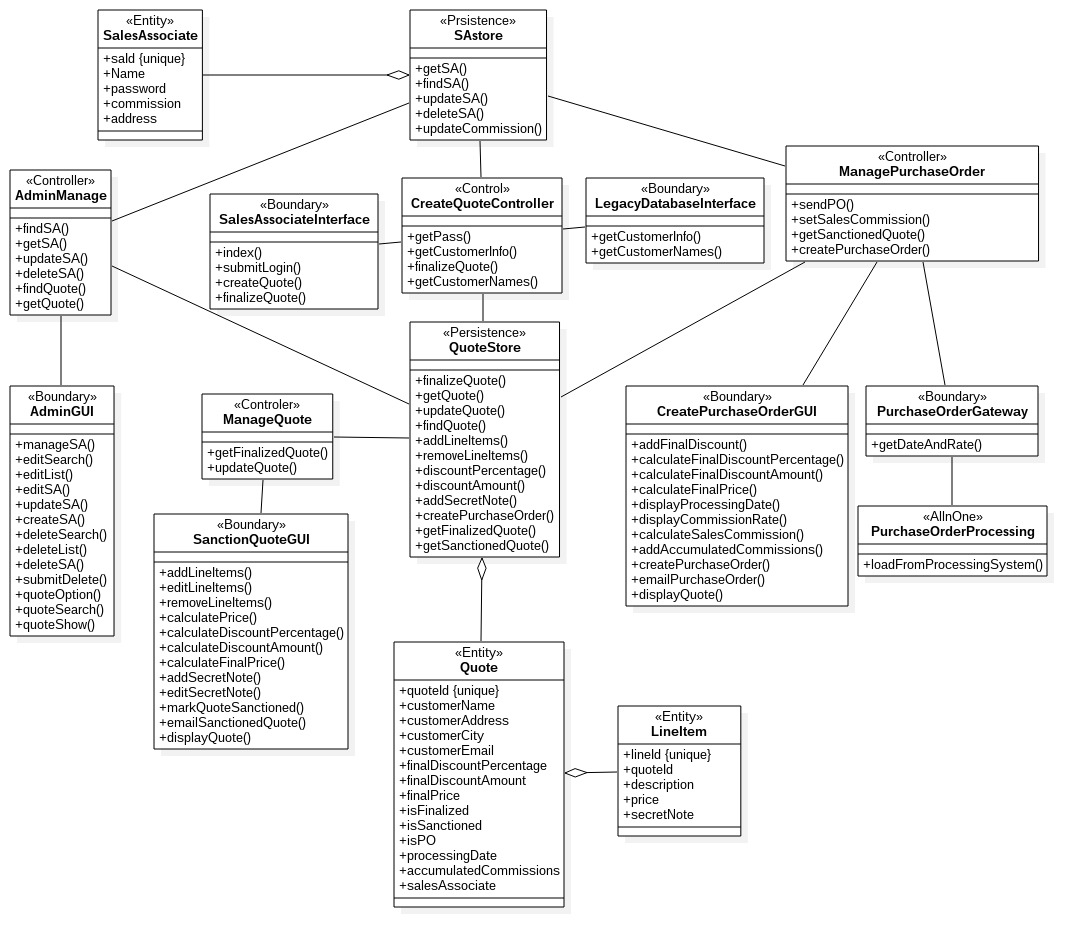 «Entity»
SalesAssociate
+saId {unique}
+Name
+password
+commission
+address
«Prsistence»
SAstore
+getSA()
+findSA()
+updateSA()
+deleteSA()
+updateCommission()
«Controller»
AdminManage
+findSA()
+getSA()
+updateSA()
+deleteSA()
+findQuote()
+getQuote()
«Boundary»
SalesAssociateInterface
+index()
+submitLogin()
+createQuote()
+finalizeQuote()
«Control»
CreateQuoteController
+getPass()
+getCustomerInfo()
+finalizeQuote()
+getCustomerNames()
«Boundary»
LegacyDatabaseInterface
+getCustomerInfo()
+getCustomerNames()
«Controller»
ManagePurchaseOrder
+sendPO()
+setSalesCommission()
+getSanctionedQuote()
+createPurchaseOrder()
«Boundary»
AdminGUI
+manageSA()
+editSearch()
+editList()
+editSA()
+updateSA()
+createSA()
+deleteSearch()
+deleteList()
+deleteSA()
+submitDelete()
+quoteOption()
+quoteSearch()
+quoteShow()
«Controler»
ManageQuote
+getFinalizedQuote()
+updateQuote()
«Persistence»
QuoteStore
+finalizeQuote()
+getQuote()
+updateQuote()
+findQuote()
+addLineItems()
+removeLineItems()
+discountPercentage()
+discountAmount()
+addSecretNote()
+createPurchaseOrder()
+getFinalizedQuote()
+getSanctionedQuote()
«Boundary»
CreatePurchaseOrderGUI
+addFinalDiscount()
+calculateFinalDiscountPercentage()
+calculateFinalDiscountAmount()
+calculateFinalPrice()
+displayProcessingDate()
+displayCommissionRate()
+calculateSalesCommission()
+addAccumulatedCommissions()
+createPurchaseOrder()
+emailPurchaseOrder()
+displayQuote()
«Boundary»
PurchaseOrderGateway
+getDateAndRate()
«AllnOne»
PurchaseOrderProcessing
+loadFromProcessingSystem()
«Boundary»
SanctionQuoteGUI
+addLineItems()
+editLineItems()
+removeLineItems()
+calculatePrice()
+calculateDiscountPercentage()
+calculateDiscountAmount()
+calculateFinalPrice()
+addSecretNote()
+editSecretNote()
+markQuoteSanctioned()
+emailSanctionedQuote()
+displayQuote()
«Entity»
Quote
+quoteId {unique}
+customerName
+customerAddress
+customerCity
+customerEmail
+finalDiscountPercentage
+finalDiscountAmount
+finalPrice
+isFinalized
+isSanctioned
+isPO
+processingDate
+accumulatedCommissions
+salesAssociate
«Entity»
LineItem
+lineId {unique}
+quoteId
+description
+price
+secretNote